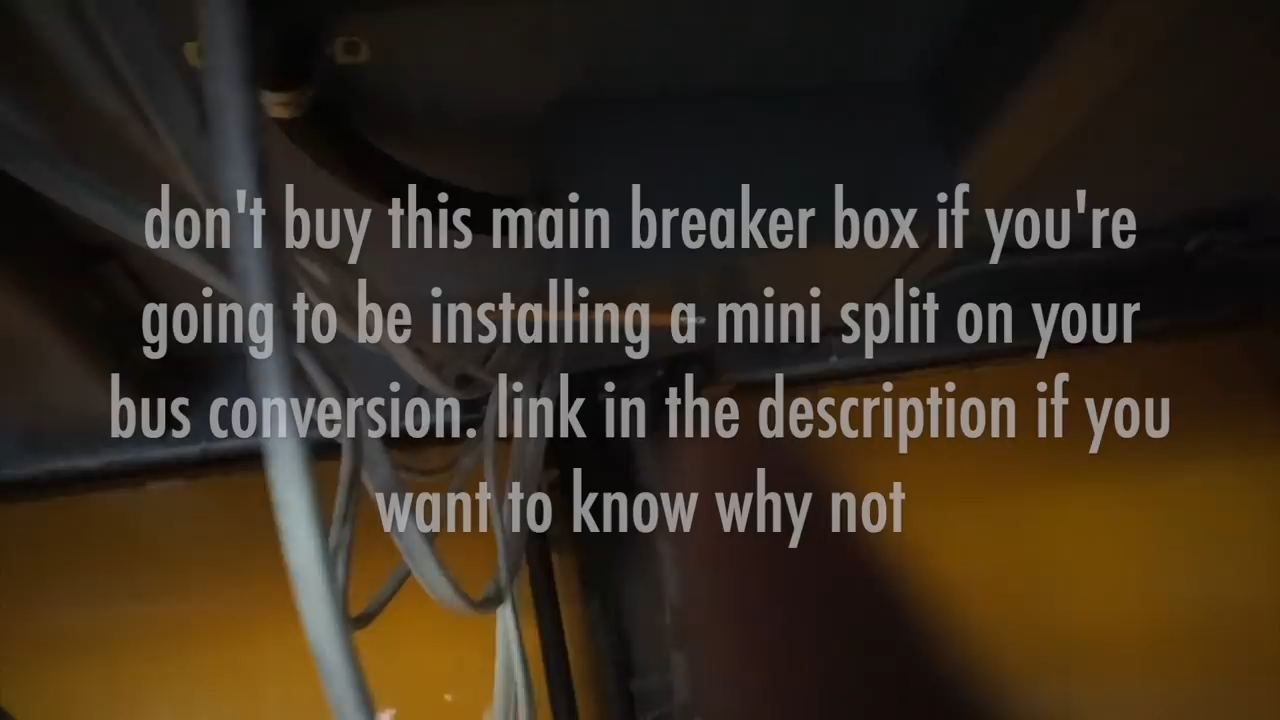 don't buy this main breaker box if you're
going to be installing a mini split on your
bus conversion. link in the description if you
want to know why not